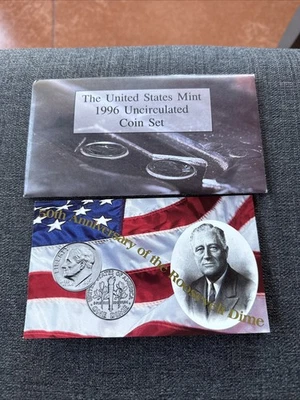 The United States Mint
1996 Uncirculated
Coin Set
50th Anniversary of the Roosevelt Dime